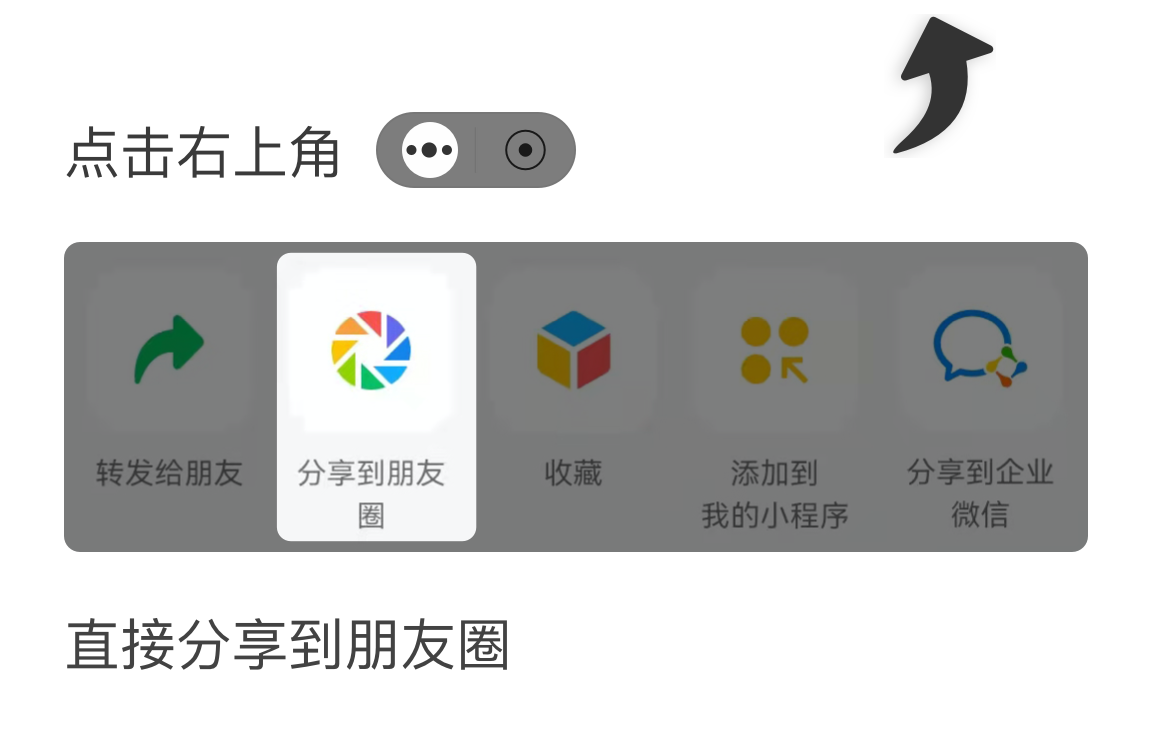 点击右上角
转发给朋友
分享到朋友
圈
收藏
添加到
我的小程序
分享到企业
微信
直接分享到朋友圈